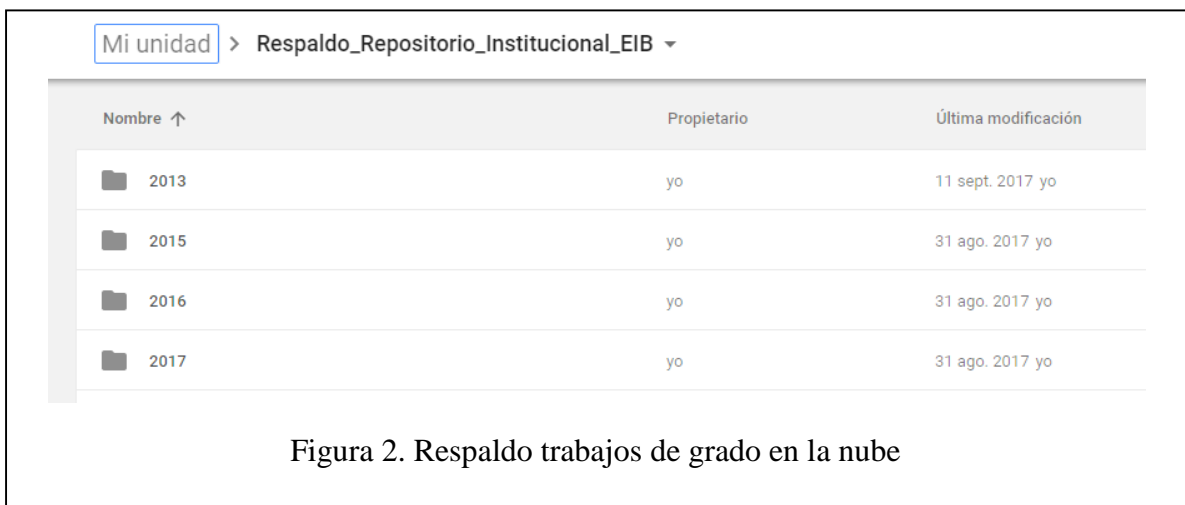 Mi unidad > Respaldo_Repositorio_Institucional_EIB
Nombre ↑ Propietario Última modificación
2013 yo 11 sept. 2017 yo
2015 yo 31 ago. 2017 yo
2016 yo 31 ago. 2017 yo
2017 yo 31 ago. 2017 yo
Figura 2. Respaldo trabajos de grado en la nube